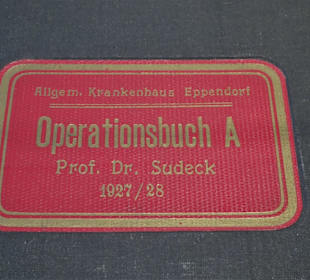 Allgem. Krankenhaus Eppendorf
Operationsbuch A
Prof. Dr. Sudeck
1927/28